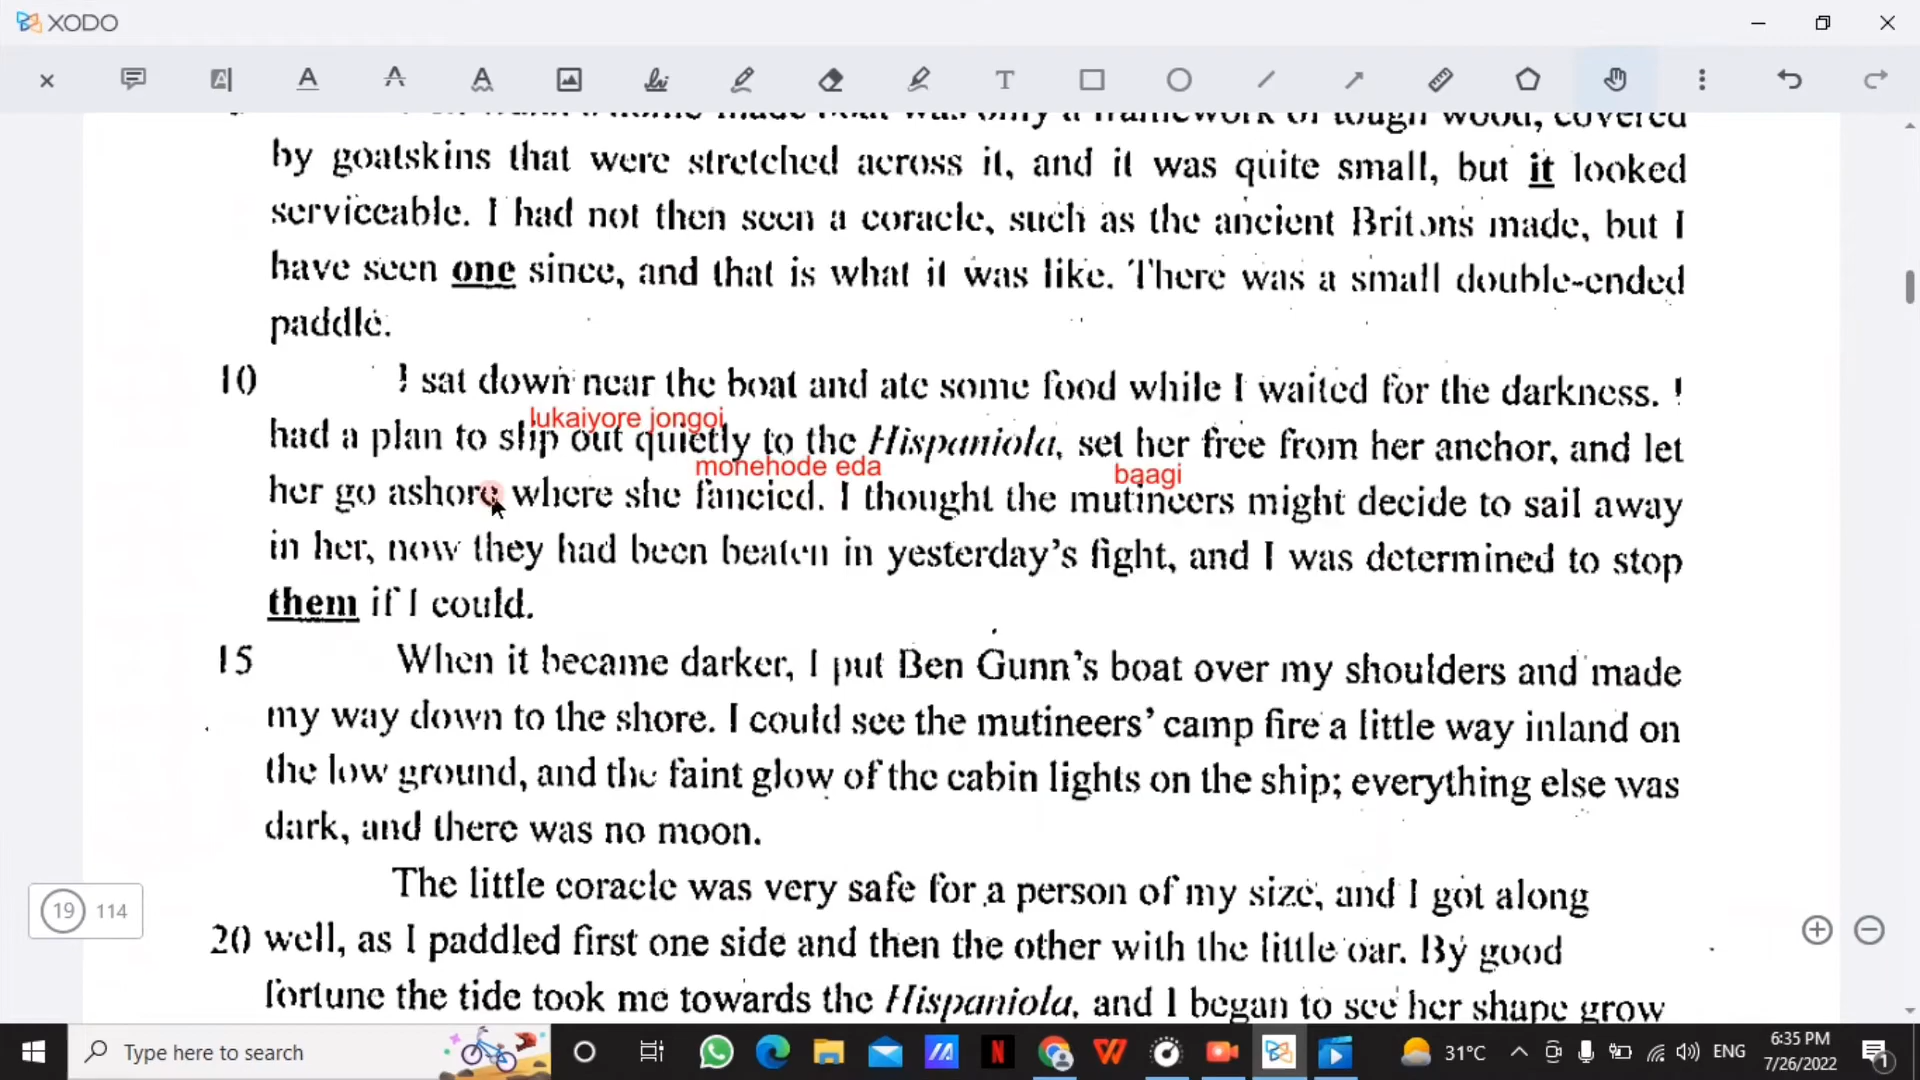 XODO
by goatskins that were stretched across it, and it was quite small, but it looked
serviceable. I had not then seen a coracle, such as the ancient Britons made, but I
have seen one since, and that is what it was like. There was a small double-ended
paddle.
10 I sat down near the boat and ate some food while I waited for the darkness. I
lukaiyore jongoi
had a plan to slip out quietly to the Hispaniola, set her free from her anchor, and let
monehode eda baagi
her go ashore where she fancied. I thought the mutineers might decide to sail away
in her, now they had been beaten in yesterday's fight, and I was determined to stop
them if I could.
15 When it became darker, I put Ben Gunn's boat over my shoulders and made
my way down to the shore. I could see the mutineers' camp fire a little way inland on
the low ground, and the faint glow of the cabin lights on the ship; everything else was
dark, and there was no moon.
The little coracle was very safe for a person of my size, and I got along
20 well, as I paddled first one side and then the other with the little oar. By good
fortune the tide took me towards the Hispaniola, and I began to see her shape grow
19 114
Type here to search
31°C ENG 6:35 PM
7/26/2022
1